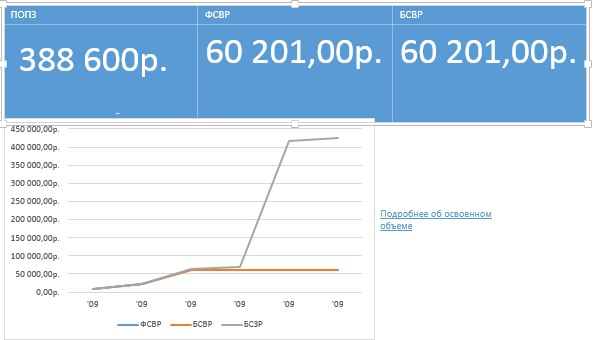 ПОПЗ ФСВР БСВР
388 600р. 60 201,00р. 60 201,00р.
450 000,00р.
400 000,00р.
350 000,00р.
300 000,00р.
250 000,00р.
200 000,00р.
150 000,00р.
100 000,00р.
50 000,00р.
0,00р.
'09 '09 '09 '09 '09 '09
ФСВР БСВР БСЗР
Подробнее об освоенном
объеме